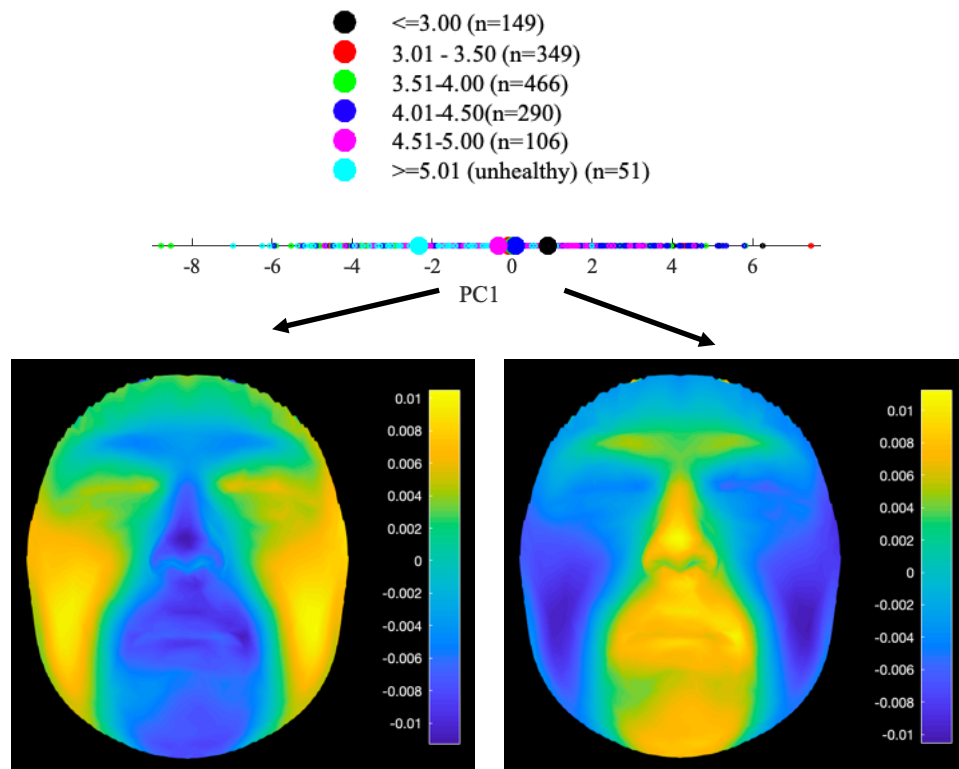 <=3.00 (n=149)
3.01 - 3.50 (n=349)
3.51-4.00 (n=466)
4.01-4.50(n=290)
4.51-5.00 (n=106)
>=5.01 (unhealthy) (n=51)
-8 -6 -4 -2 0 2 4 6
PC1
0.01
0.008
0.006
0.004
0.002
0
-0.002
-0.004
-0.006
-0.008
-0.01
0.01
0.008
0.006
0.004
0.002
0
-0.002
-0.004
-0.006
-0.008
-0.01